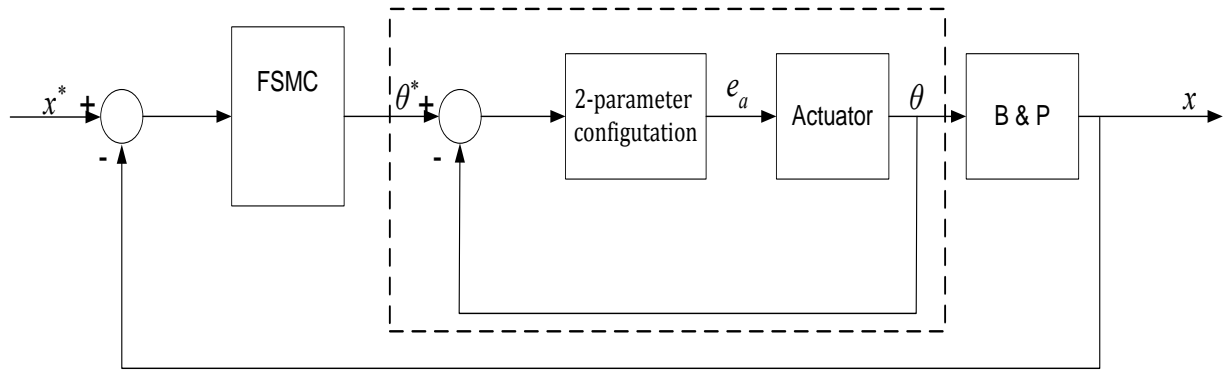 x* +
-
FSMC
θ* +
-
2-parameter
configutation
e_a
Actuator
θ
B & P
x